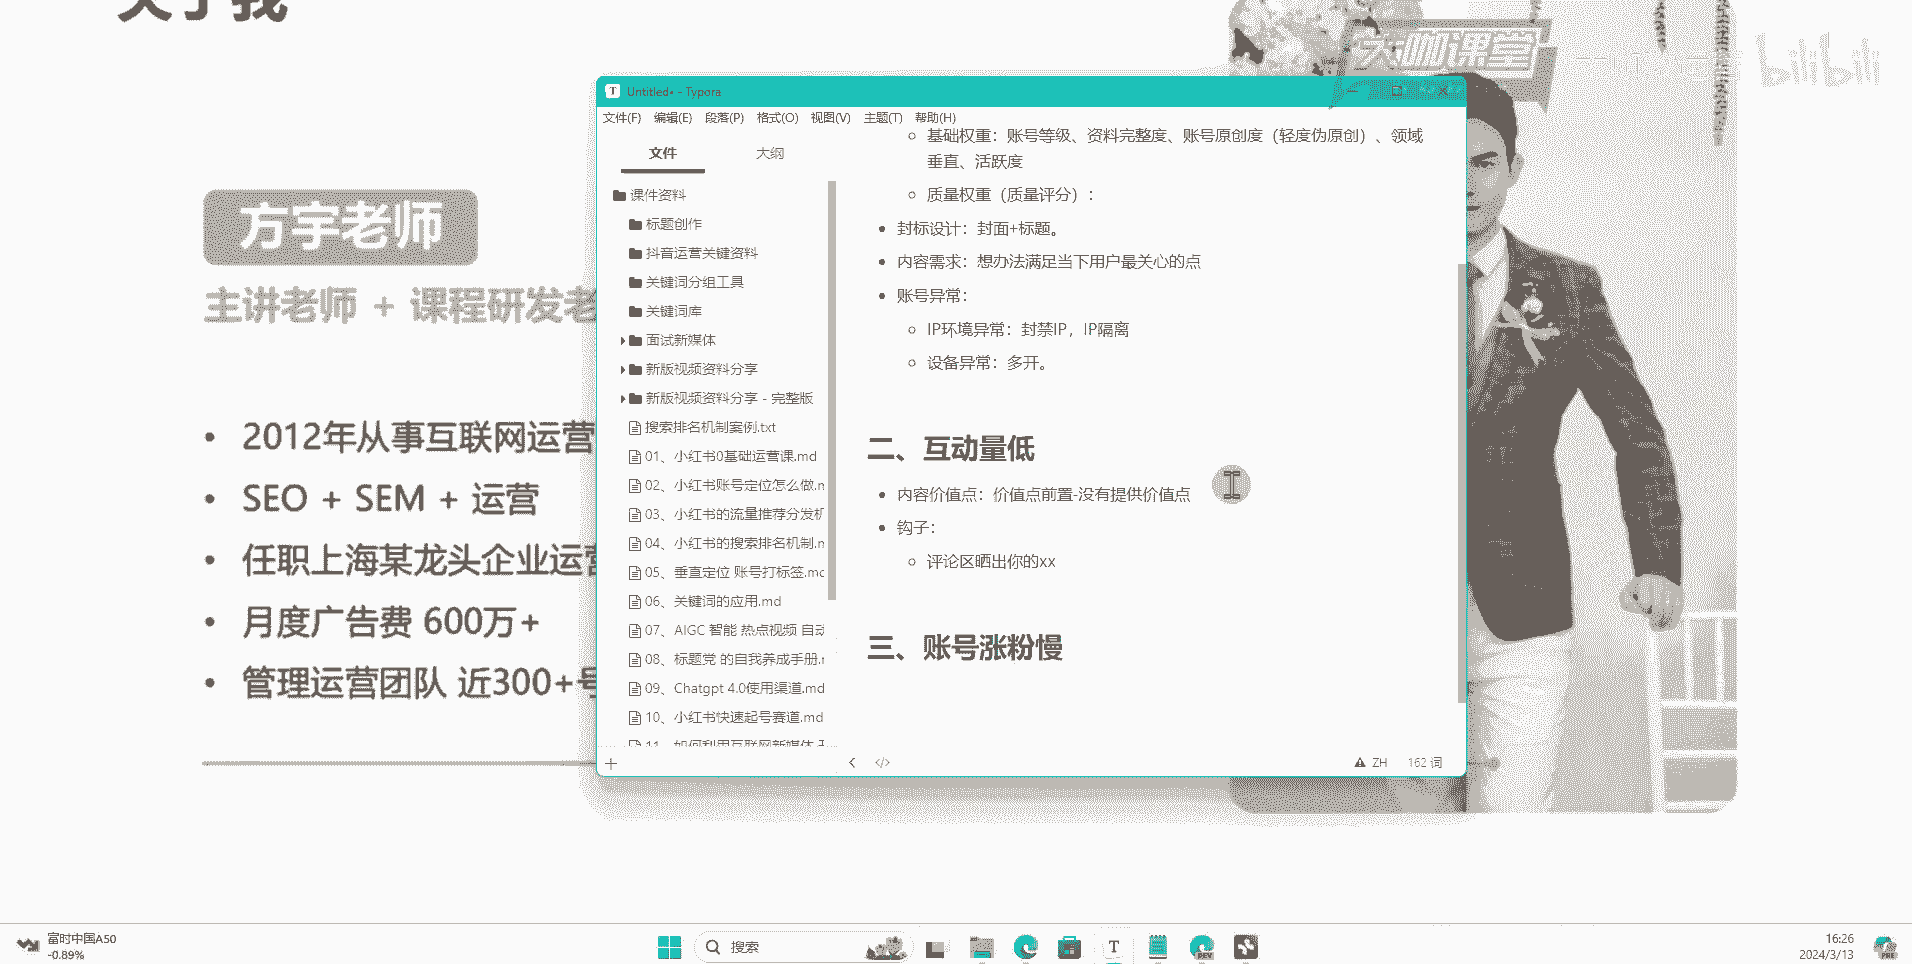 关于我
大咖课堂
bilibili
方宇老师
主讲老师 + 课程研发老
• 2012年从事互联网运营
• SEO + SEM + 运营
• 任职上海某龙头企业运营
• 月度广告费 600万+
• 管理运营团队 近300+号
Untitled• - Typora
文件(F) 编辑(E) 段落(P) 格式(O) 视图(V) 主题(T) 帮助(H)
文件 大纲
课件资料
标题创作
抖音运营关键资料
关键词分组工具
关键词库
面试新媒体
新版视频资料分享
新版视频资料分享 - 完整版
搜索排名机制案例.txt
01、小红书0基础运营课.md
02、小红书账号定位怎么做.m
03、小红书的流量推荐分发机
04、小红书的搜索排名机制.m
05、垂直定位 账号打标签.mc
06、关键词的应用.md
07、AIGC 智能 热点视频 自动
08、标题党 的自我养成手册.r
09、Chatgpt 4.0使用渠道.md
10、小红书快速起号赛道.md
11、如何利用互联网新媒体
基础权重：账号等级、资料完整度、账号原创度（轻度伪原创）、领域
垂直、活跃度
质量权重（质量评分）：
• 封标设计：封面+标题。
• 内容需求：想办法满足当下用户最关心的点
• 账号异常：
IP环境异常：封禁IP，IP隔离
设备异常：多开。
二、互动量低
• 内容价值点：价值点前置-没有提供价值点
• 钩子：
评论区晒出你的xx
三、账号涨粉慢
ZH 162 词
富时中国A50
-0.89%
搜索
16:26
2024/3/13